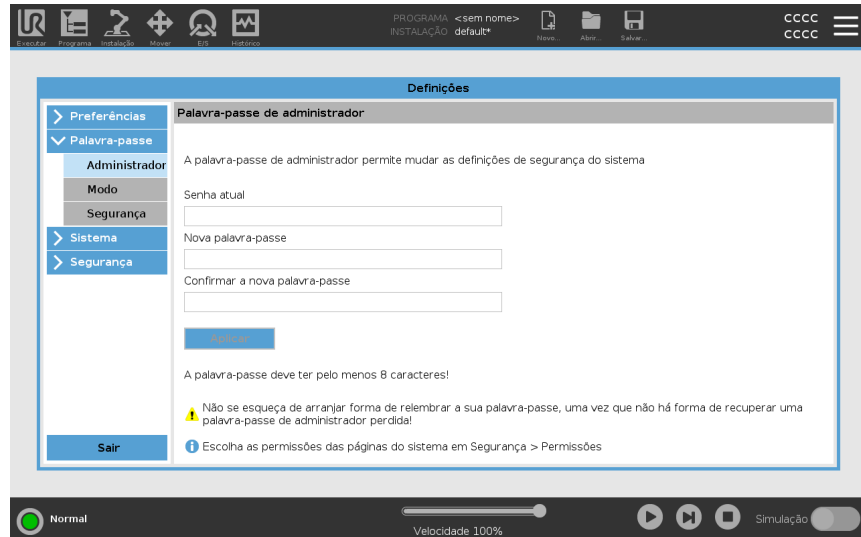 PROGRAMA <sem nome>
INSTALAÇÃO default*
CCCC
CCCC
Executar Programa Instalação Mover E/S Histórico Novo... Abrir... Salvar...
Definições
Preferências
Palavra-passe
Administrador
Modo
Segurança
Sistema
Segurança
Sair
Palavra-passe de administrador
A palavra-passe de administrador permite mudar as definições de segurança do sistema
Senha atual
Nova palavra-passe
Confirmar a nova palavra-passe
Aplicar
A palavra-passe deve ter pelo menos 8 caracteres!
Não se esqueça de arranjar forma de relembrar a sua palavra-passe, uma vez que não há forma de recuperar uma
palavra-passe de administrador perdida!
Escolha as permissões das páginas do sistema em Segurança > Permissões
Normal
Velocidade 100%
Simulação